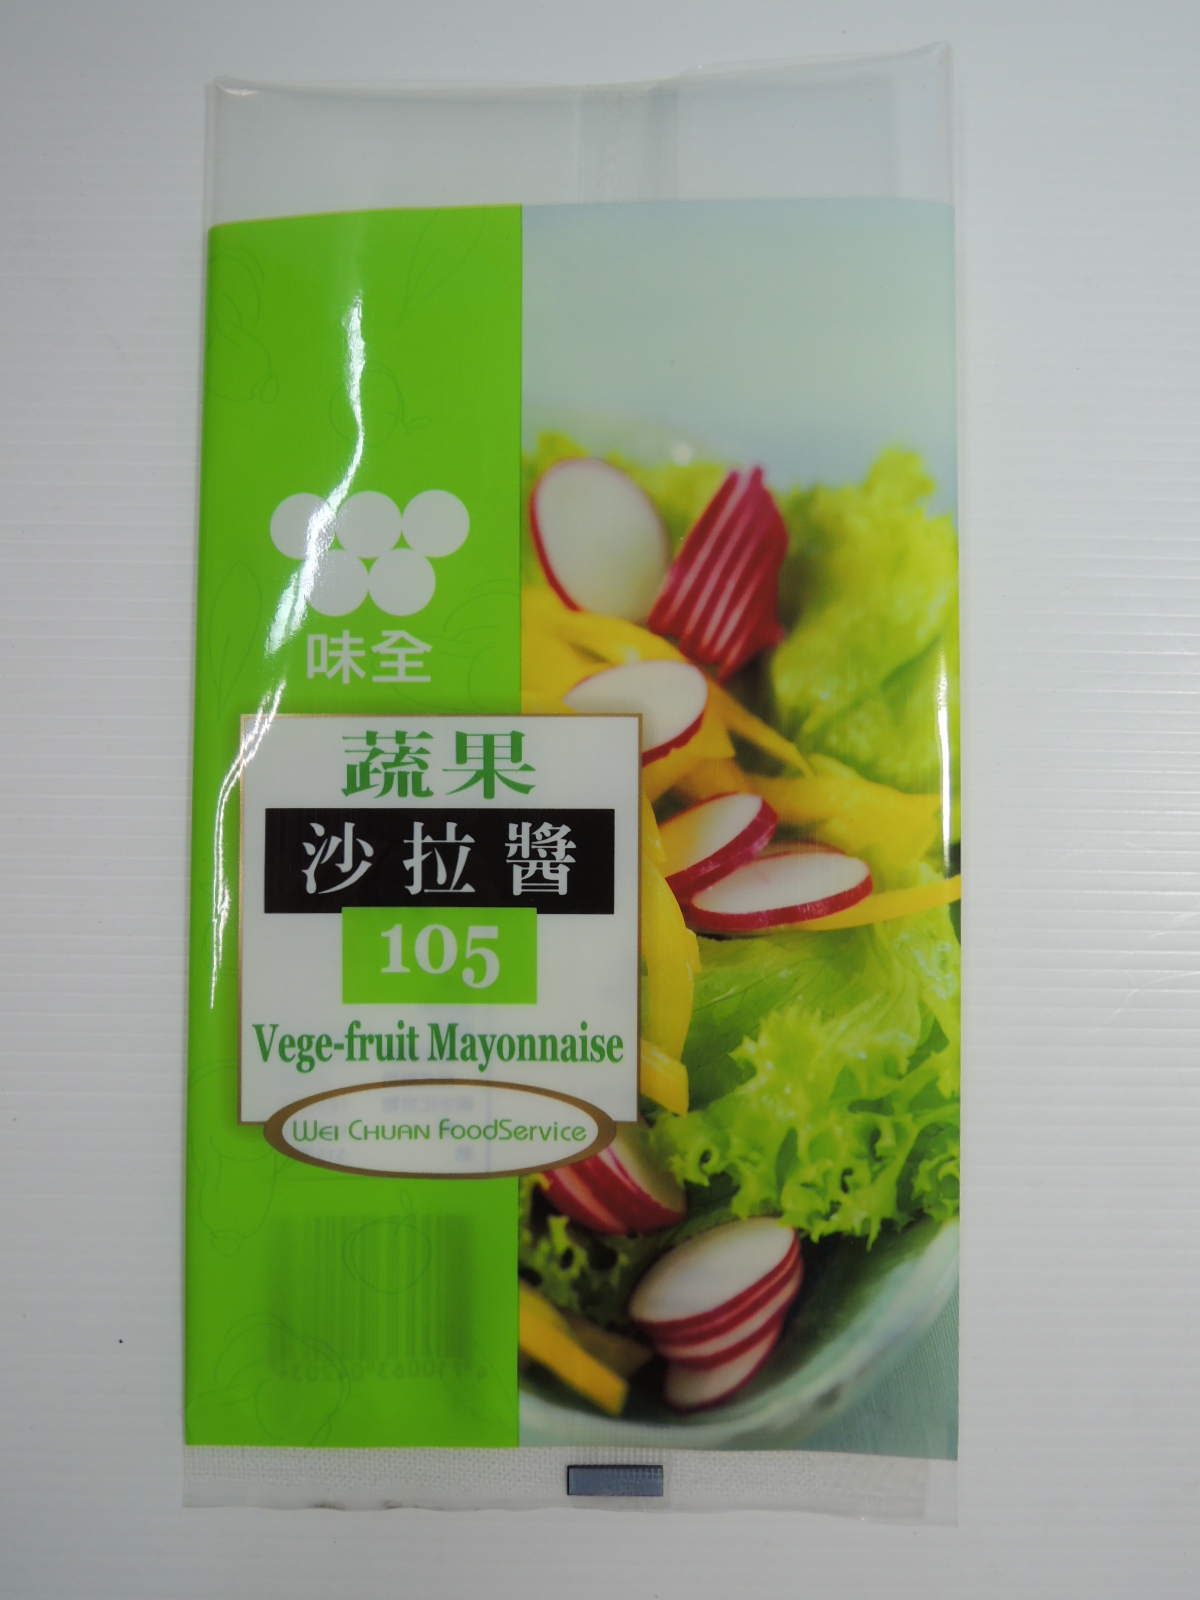 味全
蔬果
沙拉醬
105
Vege-fruit Mayonnaise
WEI CHUAN FOODSERVICE